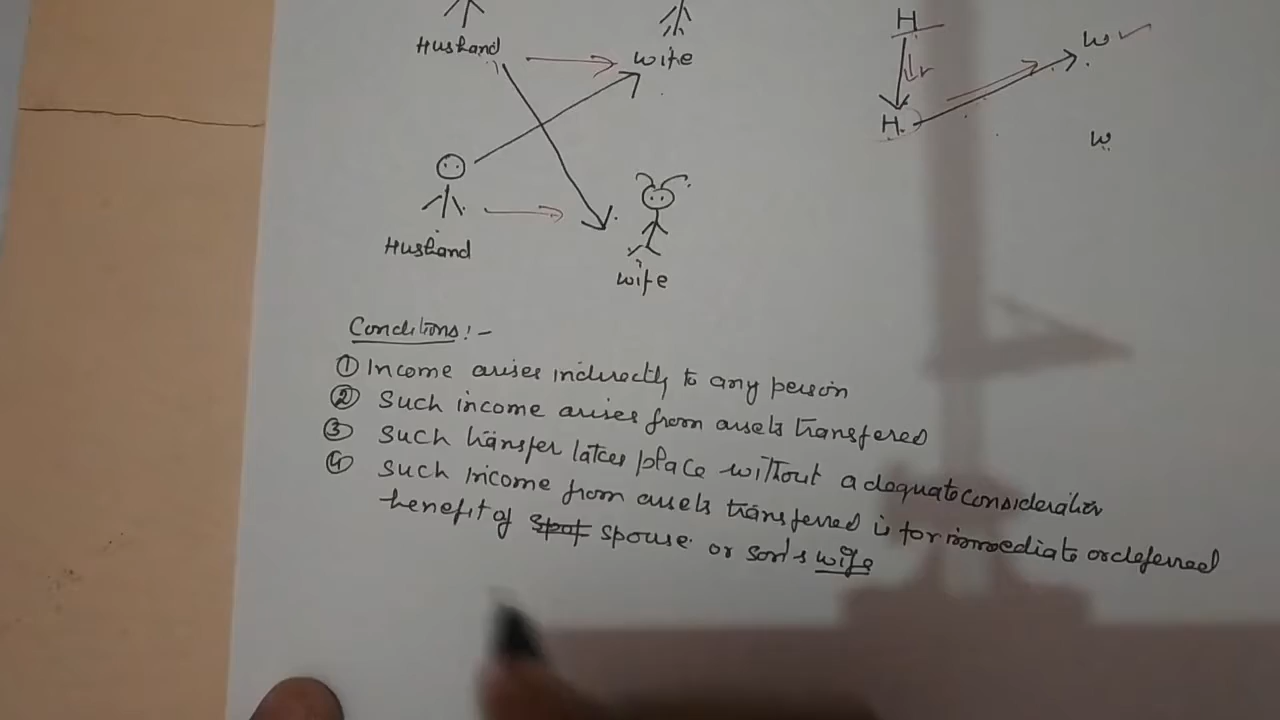 H
Husband
wife
W
Tr
H
W
Husband
wife
Conditions:-
① Income arises indirectly to any person
② Such income arises from assets transfered
③ Such transfer takes place without adequate consideration
④ Such income from assets transferred is for immediate or deferred
benefit of spouse or son's wife